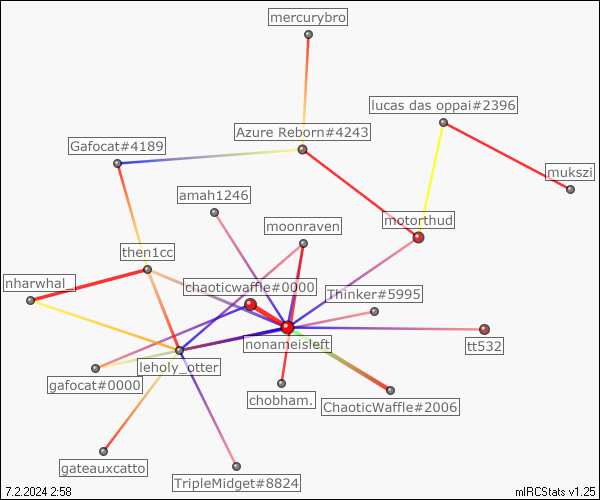 mercurybro
lucas das oppai#2396
Azure Reborn#4243
Gafocat#4189
mukszi
amah1246
moonraven
motorthud
then1cc
nharwhal_
chaoticwaffle#0000
Thinker#5995
nonameisleft
tt532
leholy_otter
gafocat#0000
chobham.
ChaoticWaffle#2006
gateauxcatto
TripleMidget#8824
7.2.2024 2:58
mIRCStats v1.25